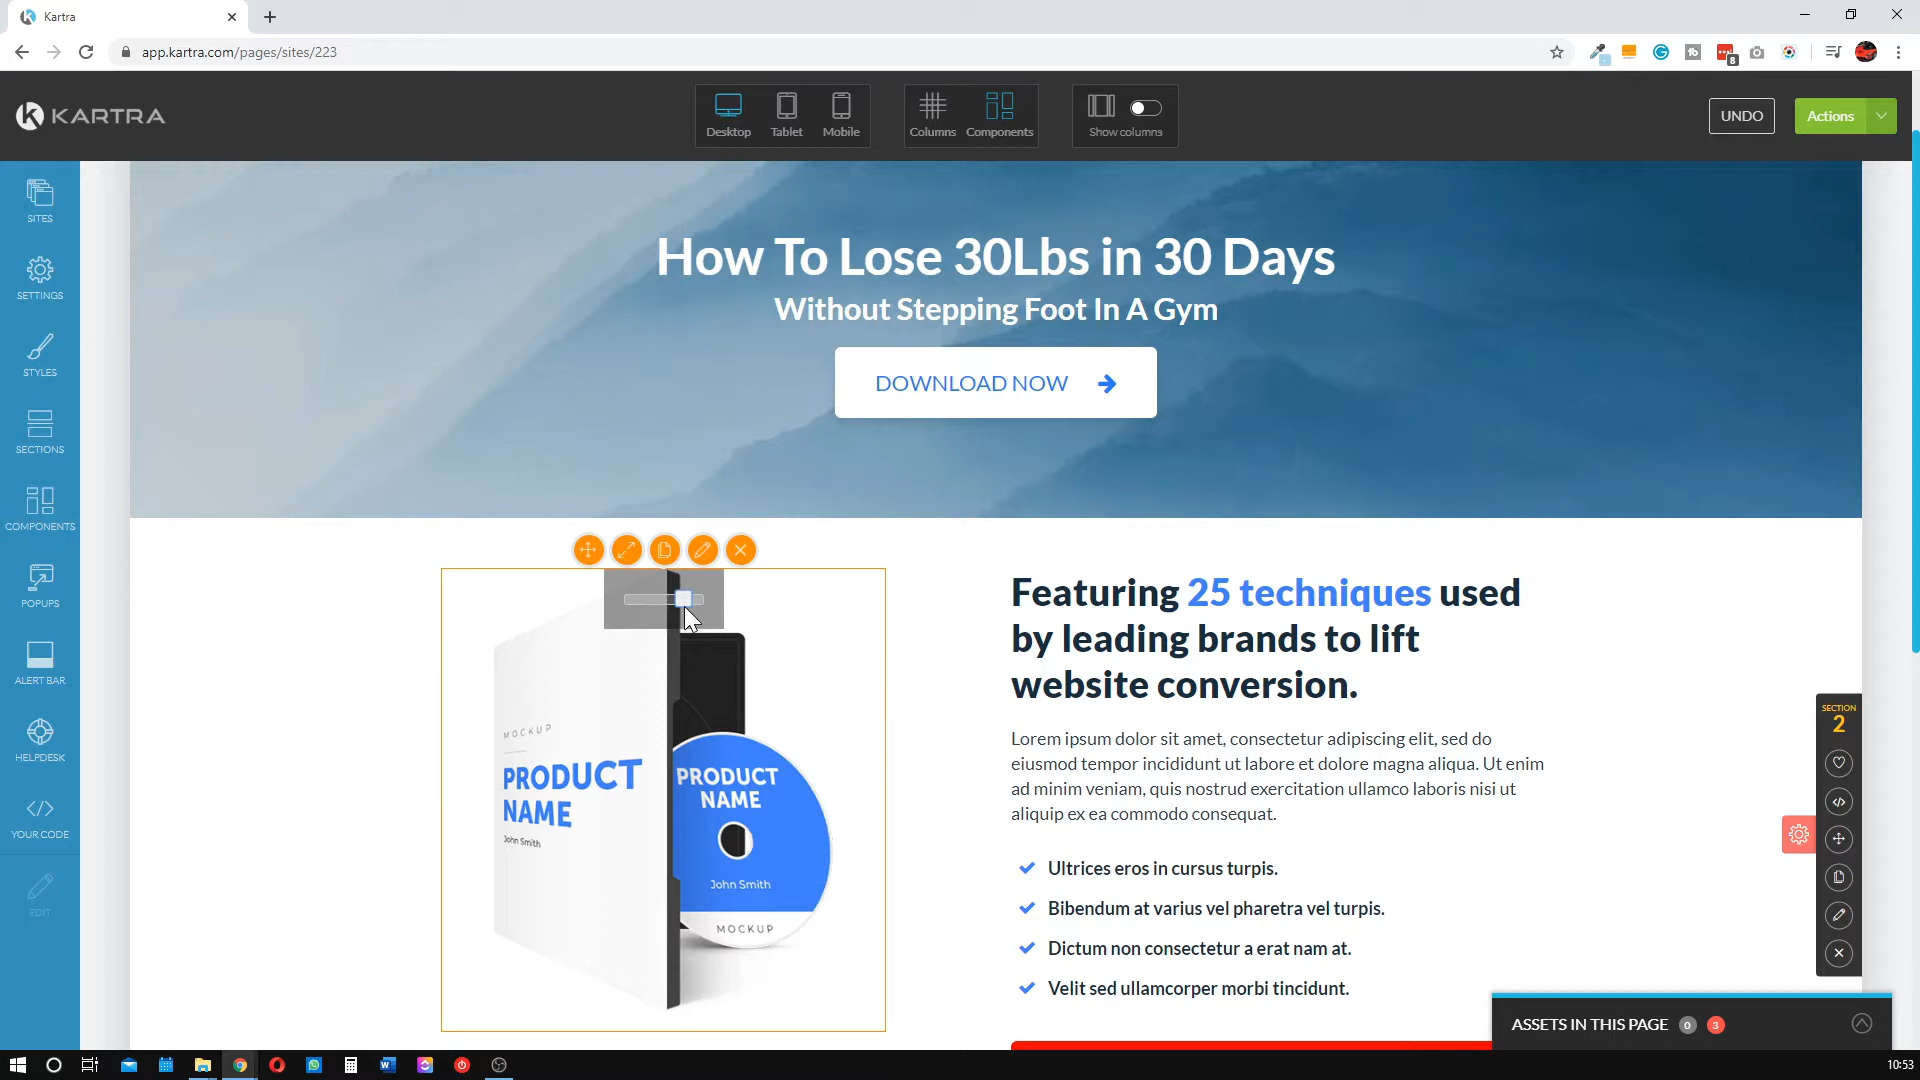 Kartra
app.kartra.com/pages/sites/223
8
KARTRA
Desktop
Tablet
Mobile
Columns
Components
Show columns
UNDO
Actions
SITES
SETTINGS
STYLES
SECTIONS
COMPONENTS
POPUPS
ALERT BAR
HELPDESK
YOUR CODE
EDIT
How To Lose 30Lbs in 30 Days
Without Stepping Foot In A Gym
DOWNLOAD NOW
MOCKUP
PRODUCT
NAME
John Smith
PRODUCT
NAME
John Smith
MOCKUP
Featuring 25 techniques used
by leading brands to lift
website conversion.
Lorem ipsum dolor sit amet, consectetur adipiscing elit, sed do
eiusmod tempor incididunt ut labore et dolore magna aliqua. Ut enim
ad minim veniam, quis nostrud exercitation ullamco laboris nisi ut
aliquip ex ea commodo consequat.
Ultrices eros in cursus turpis.
Bibendum at varius vel pharetra vel turpis.
Dictum non consectetur a erat nam at.
Velit sed ullamcorper morbi tincidunt.
SECTION
2
ASSETS IN THIS PAGE 0 3
10:53